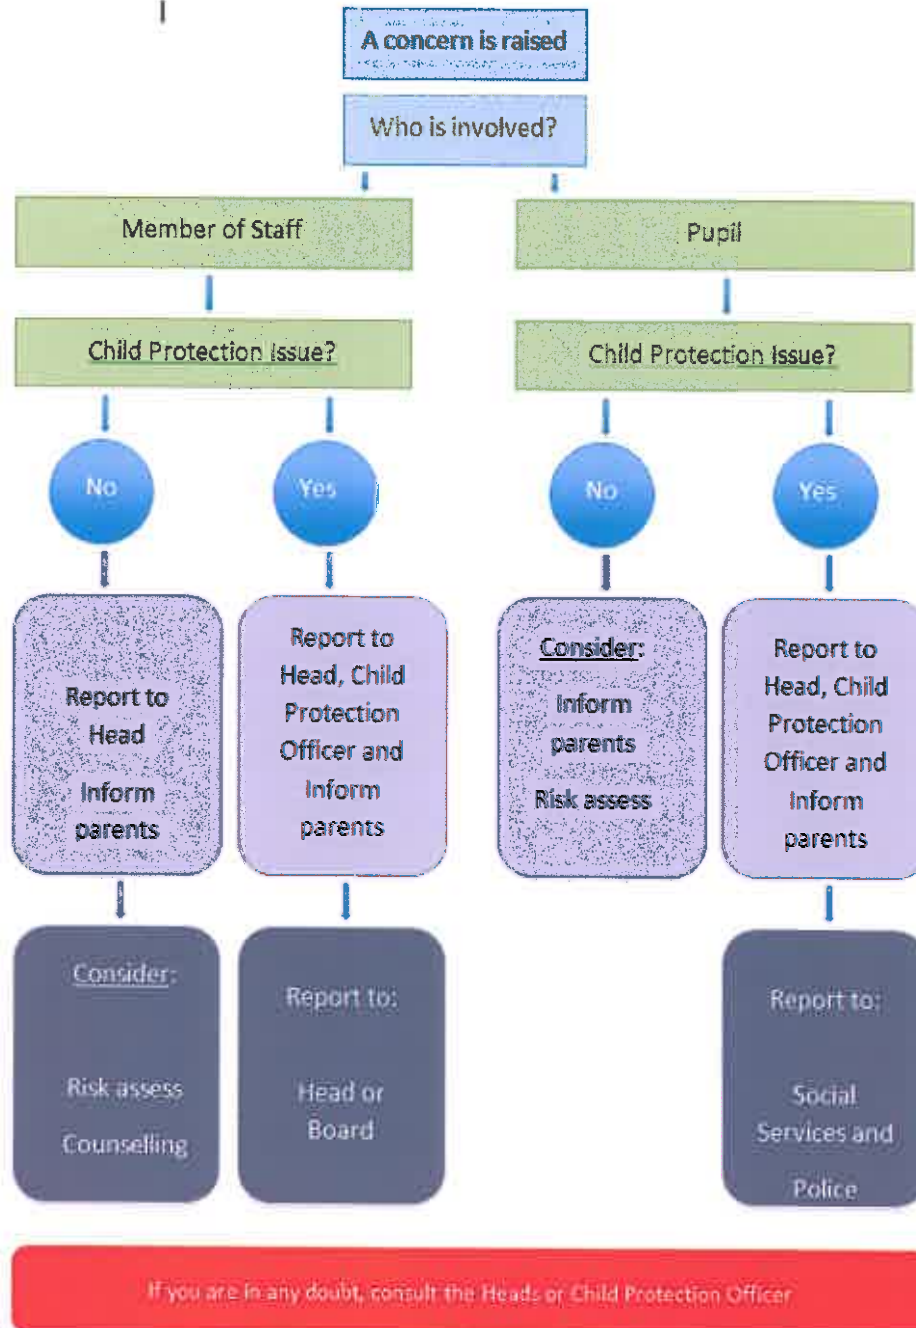 A concern is raised
Who is involved?
Member of Staff
Pupil
Child Protection Issue?
Child Protection Issue?
No
Yes
No
Yes
Report to
Head
Inform
parents
Report to
Head, Child
Protection
Officer and
Inform
parents
Consider:
Inform
parents
Risk assess
Report to
Head, Child
Protection
Officer and
Inform
parents
Consider:
Risk assess
Counselling
Report to:
Head or
Board
Report to:
Social
Services and
Police
If you are in any doubt, consult the Heads or Child Protection Officer